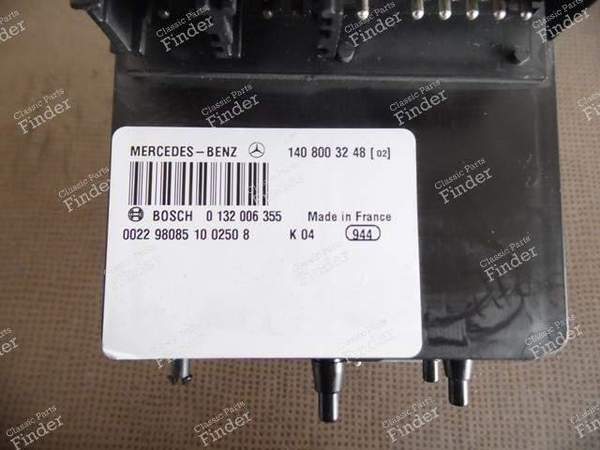 MERCEDES-BENZ 140 800 32 48 [02]
BOSCH 0 132 006 355 Made in France
0022 98085 10 0250 8 K 04 944
Classic Parts Finder